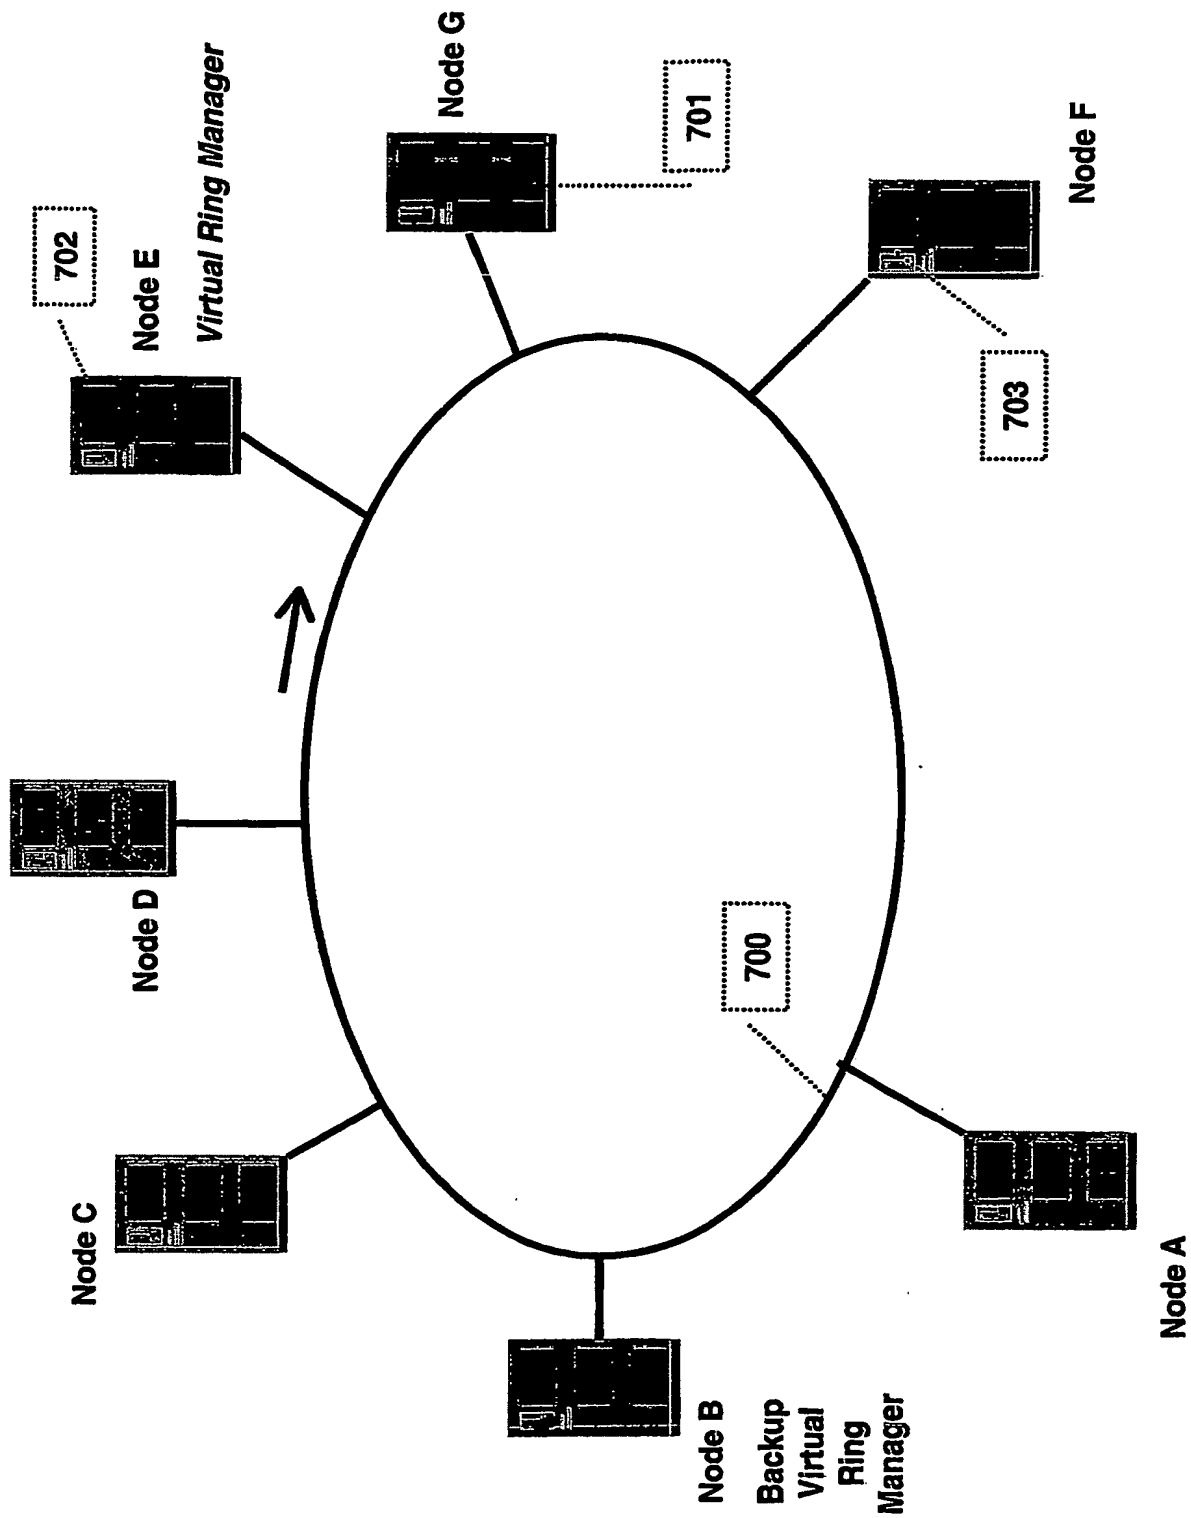 Node C
Node D
702
Node E
Virtual Ring Manager
Node G
701
Node B
Backup
Virtual
Ring
Manager
700
703
Node F
Node A